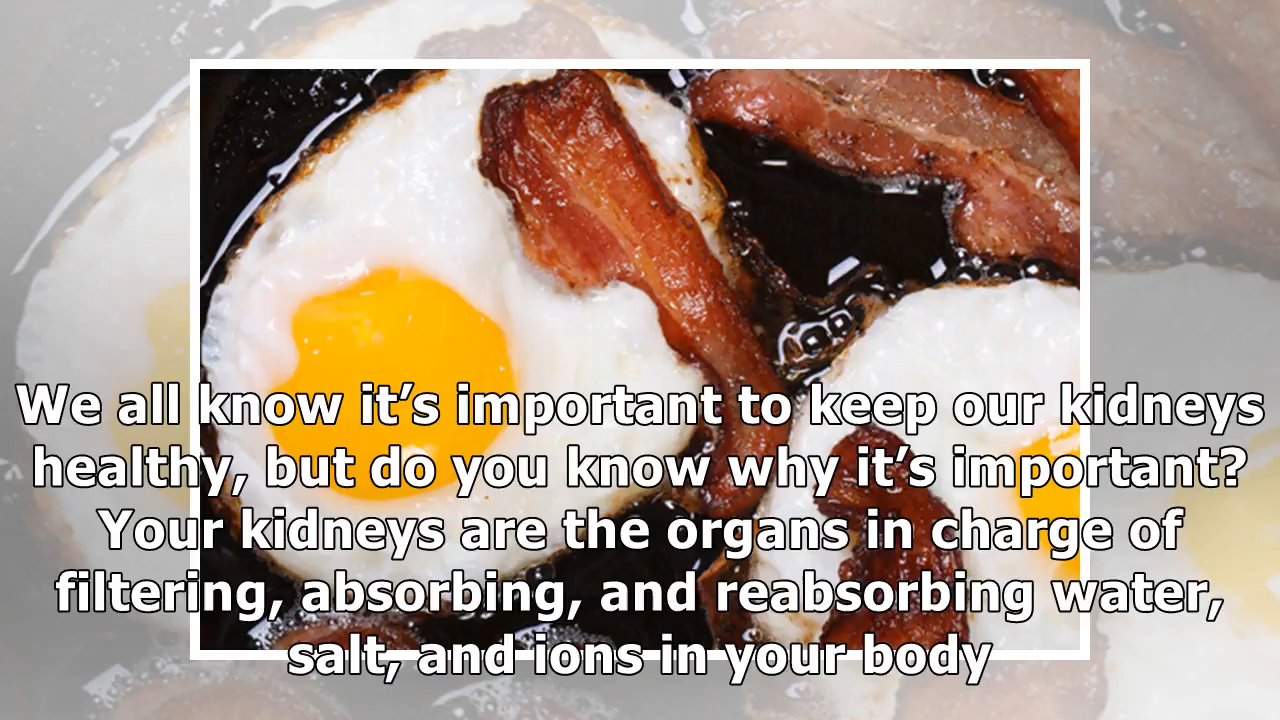 We all know it’s important to keep our kidneys
healthy, but do you know why it’s important?
Your kidneys are the organs in charge of
filtering, absorbing, and reabsorbing water,
salt, and ions in your body